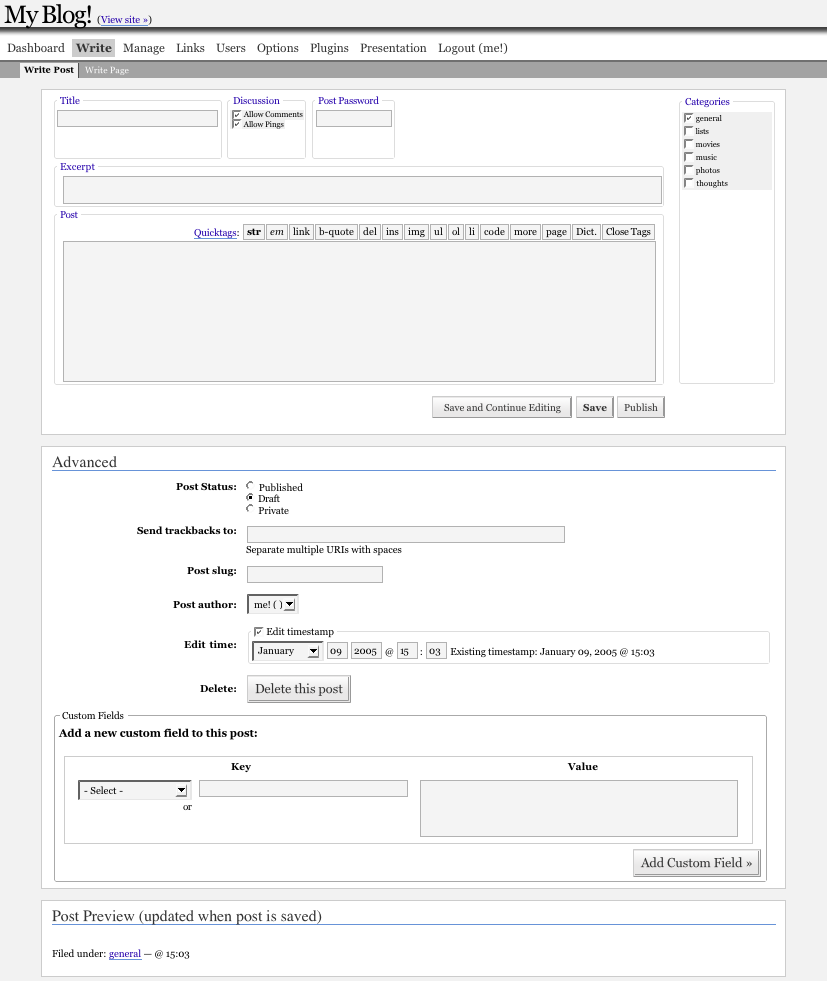 My Blog! (View site »)
Dashboard Write Manage Links Users Options Plugins Presentation Logout (me!)
Write Post Write Page
Title
Discussion
Allow Comments
Allow Pings
Post Password
Categories
general
lists
movies
music
photos
thoughts
Excerpt
Post
Quicktags: str em link b-quote del ins img ul ol li code more page Dict. Close Tags
Save and Continue Editing Save Publish
Advanced
Post Status: Published
Draft
Private
Send trackbacks to:
Separate multiple URIs with spaces
Post slug:
Post author: me! ( )
Edit timestamp
Edit time: January 09 2005 @ 15 : 03 Existing timestamp: January 09, 2005 @ 15:03
Delete: Delete this post
Custom Fields
Add a new custom field to this post:
Key Value
- Select -
or
Add Custom Field »
Post Preview (updated when post is saved)
Filed under: general — @ 15:03